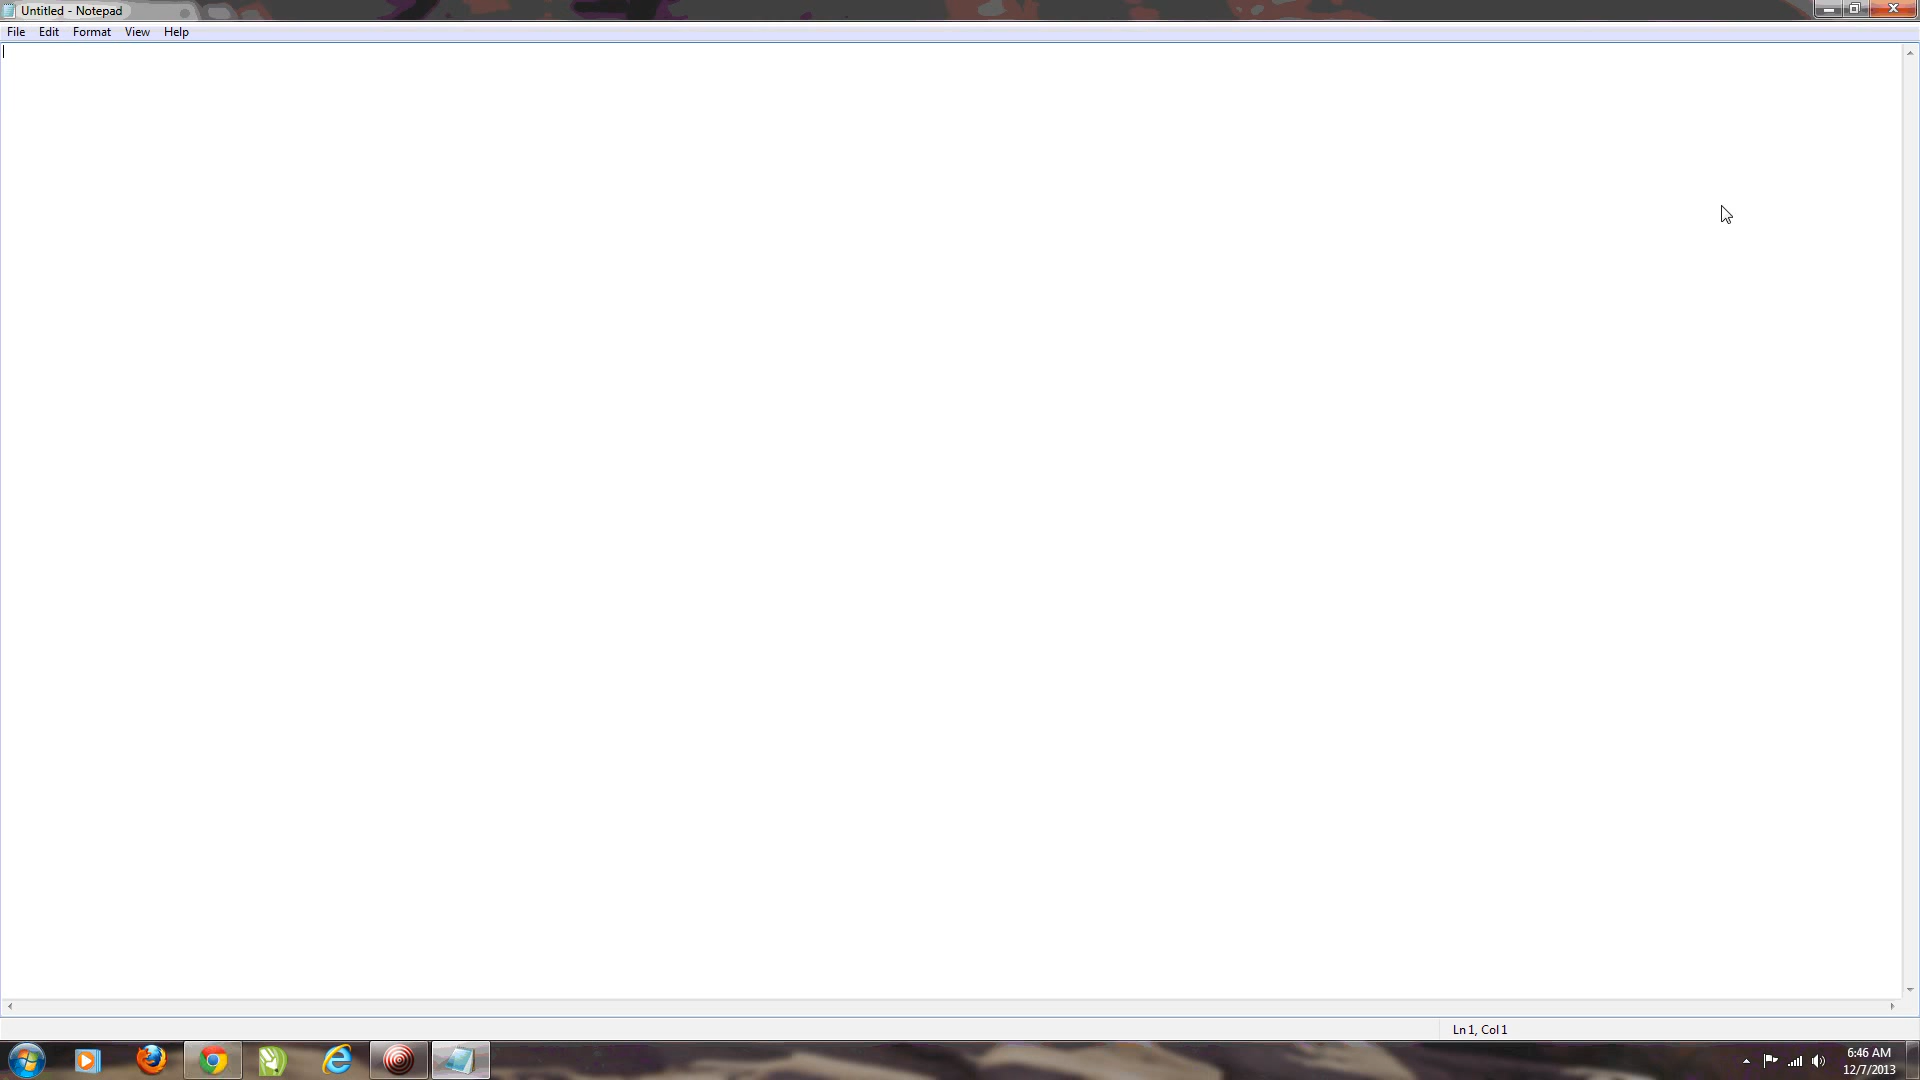 Untitled - Notepad
File Edit Format View Help
Ln 1, Col 1
6:46 AM
12/7/2013